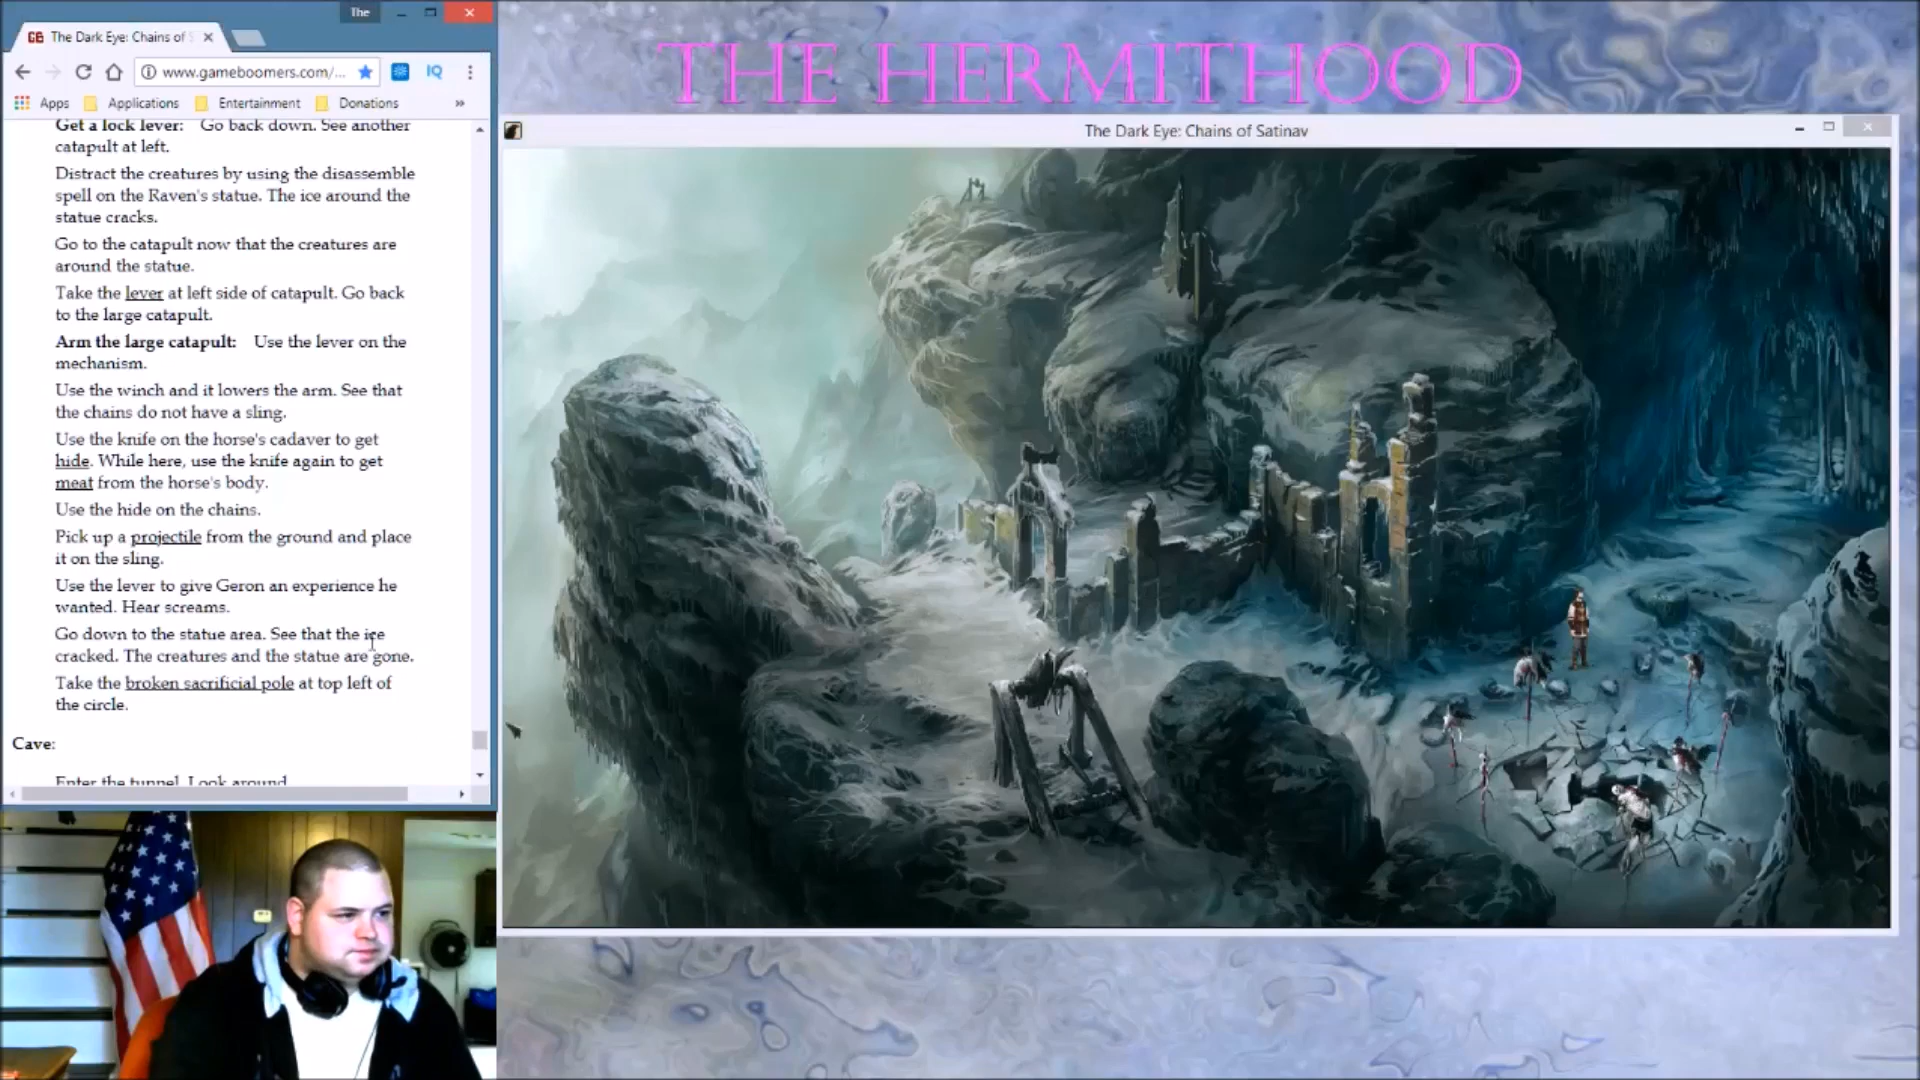 The
The Dark Eye: Chains of S
www.gameboomers.com/...
IQ
Apps
Applications
Entertainment
Donations
»
Get a lock lever: Go back down. See another
catapult at left.
Distract the creatures by using the disassemble
spell on the Raven's statue. The ice around the
statue cracks.
Go to the catapult now that the creatures are
around the statue.
Take the lever at left side of catapult. Go back
to the large catapult.
Arm the large catapult: Use the lever on the
mechanism.
Use the winch and it lowers the arm. See that
the chains do not have a sling.
Use the knife on the horse's cadaver to get
hide. While here, use the knife again to get
meat from the horse's body.
Use the hide on the chains.
Pick up a projectile from the ground and place
it on the sling.
Use the lever to give Geron an experience he
wanted. Hear screams.
Go down to the statue area. See that the ice
cracked. The creatures and the statue are gone.
Take the broken sacrificial pole at top left of
the circle.
Cave:
Enter the tunnel. Look around
THE HERMITHOOD
The Dark Eye: Chains of Satinav